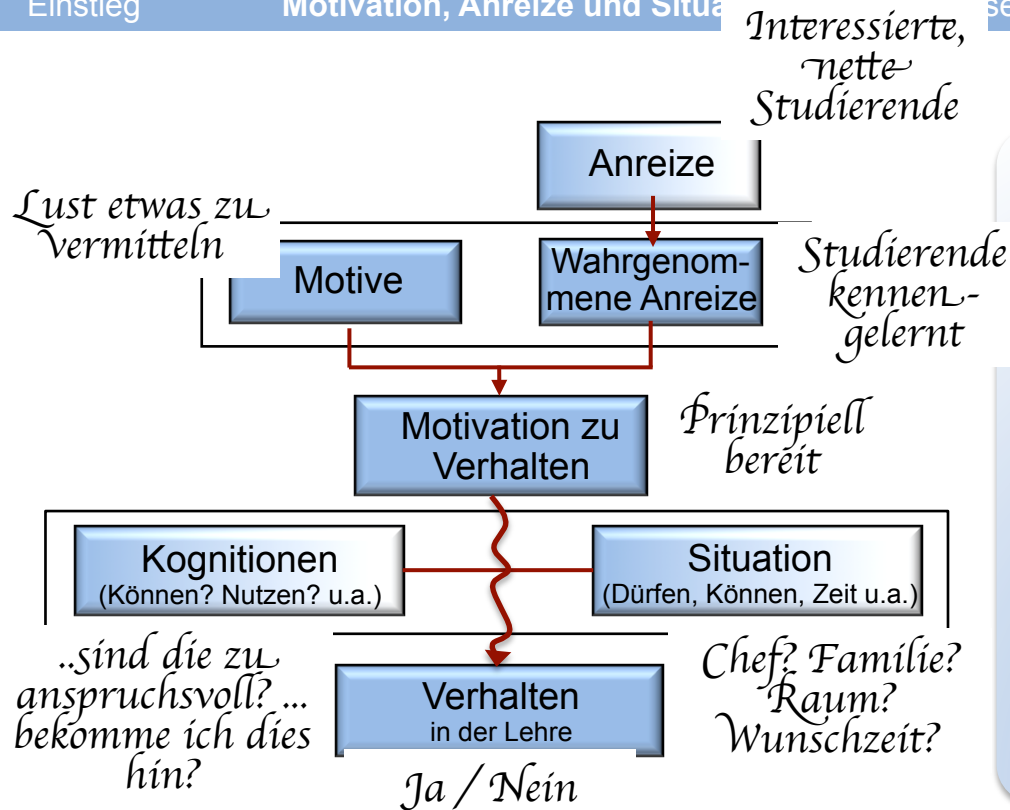 Einstieg
Motivation, Anreize und Situa
Interessierte,
nette
Studierende
Anreize
Lust etwas zu
vermitteln
Motive
Wahrgenom-
mene Anreize
Studierende
kennen-
gelernt
Motivation zu
Verhalten
Prinzipiell
bereit
Kognitionen
(Können? Nutzen? u.a.)
Situation
(Dürfen, Können, Zeit u.a.)
..sind die zu
anspruchsvoll? ...
bekomme ich dies
hin?
Verhalten
in der Lehre
Chef? Familie?
Raum?
Wunschzeit?
Ja / Nein